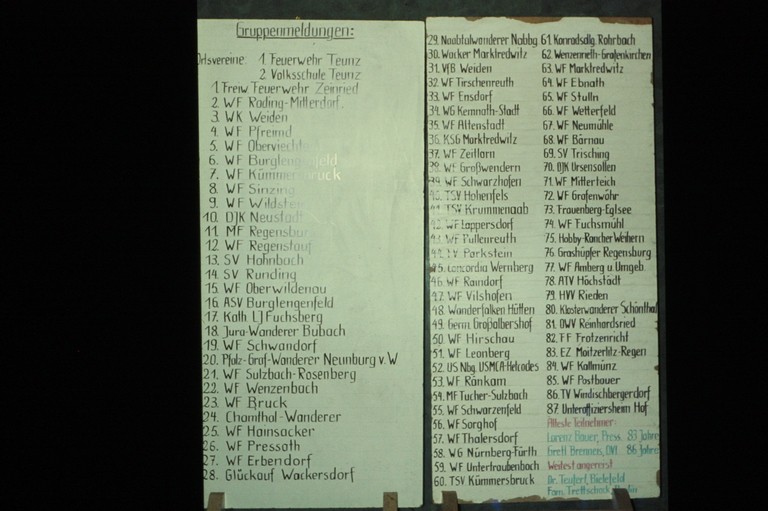 Gruppenmeldungen:
Ortsvereine: 1. Feuerwehr Teunz
2. Volksschule Teunz
1. Freiw. Feuerwehr Zeinried
2. WF Roding-Mitterdorf.
3. WK Weiden
4. WF Pfreimd
5. WF Oberviechta
6. WF Burglengenfeld
7. WF Kümmersbruck
8. WF Sinzing
9. WF Wildstein
10. DJK Neustadt
11. MF Regensburg
12. WF Regenstauf
13. SV Hahnbach
14. SV Runding
15. WF Oberwildenau
16. ASV Burglengenfeld
17. Kath. LJ Fuchsberg
18. Jura-Wanderer Bubach
19. WF Schwandorf
20. Pfalz-Graf-Wanderer Neunburg v.W
21. WF Sulzbach-Rosenberg
22. WF Wenzenbach
23. WF Bruck
24. Chamthal-Wanderer
25. WF Hainsacker
26. WF Pressath
27. WF Erbendorf
28. Glückauf Wackersdorf
29. Naabtalwanderer Nabbg
30. Wacker Marktredwitz
31. VfB Weiden
32. WF Tirschenreuth
33. WF Ensdorf
34. WG Kemnath-Stadt
35. WF Altenstadt
36. KSG Marktredwitz
37. WF Zeitlarn
38. WF Großwendern
39. WF Schwarzhofen
40. TSV Hohenfels
41. TSV Krummenaab
42. WF Lappersdorf
43. WF Pullenreuth
44. TV Parkstein
45. Concordia Wernberg
46. WF Raindorf
47. WF Vilshofen
48. Wanderfalken Hütten
49. Germ. Großalbershof
50. WF Hirschau
51. WF Leonberg
52. US Nbg. USMCA-Helcades
53. WF Ränkam
54. MF Tucher-Sulzbach
55. WF Schwarzenfeld
56. WF Sorghof
57. WF Thalersdorf
58. WG Nürnberg-Fürth
59. WF Untertraubenbach
60. TSV Kümmersbruck
61. Konradsdlg. Rohrbach
62. Wenzenreth-Grafenkirchen
63. WF Marktredwitz
64. WF Ebnath
65. WF Stulln
66. WF Wetterfeld
67. WF Neumühle
68. WF Bärnau
69. SV Trisching
70. DJK Ursensollen
71. WF Mitterteich
72. WF Grafenwöhr
73. Frauenberg-Eglsee
74. WF Fuchsmühl
75. Hobby-Rancher Weihern
76. Grashüpfer Regensburg
77. WF Amberg u. Umgeb.
78. ATV Höchstädt
79. HVV Rieden
80. Klosterwanderer Schönthal
81. OWV Reinhardsried
82. FF Frotzenricht
83. EZ Moitzerlitz-Regen
84. WF Kallmünz
85. WF Postbauer
86. TV Windischbergerdorf
87. Unteroffiziersheim Hof
Älteste Teilnehmer:
Lorenz Bauer, Press. 83 Jahre
Brenneis, OVI. 86 Jahre
Weitest angereist
Dr. Teufert, Bielefeld
Fam. Trettschock,